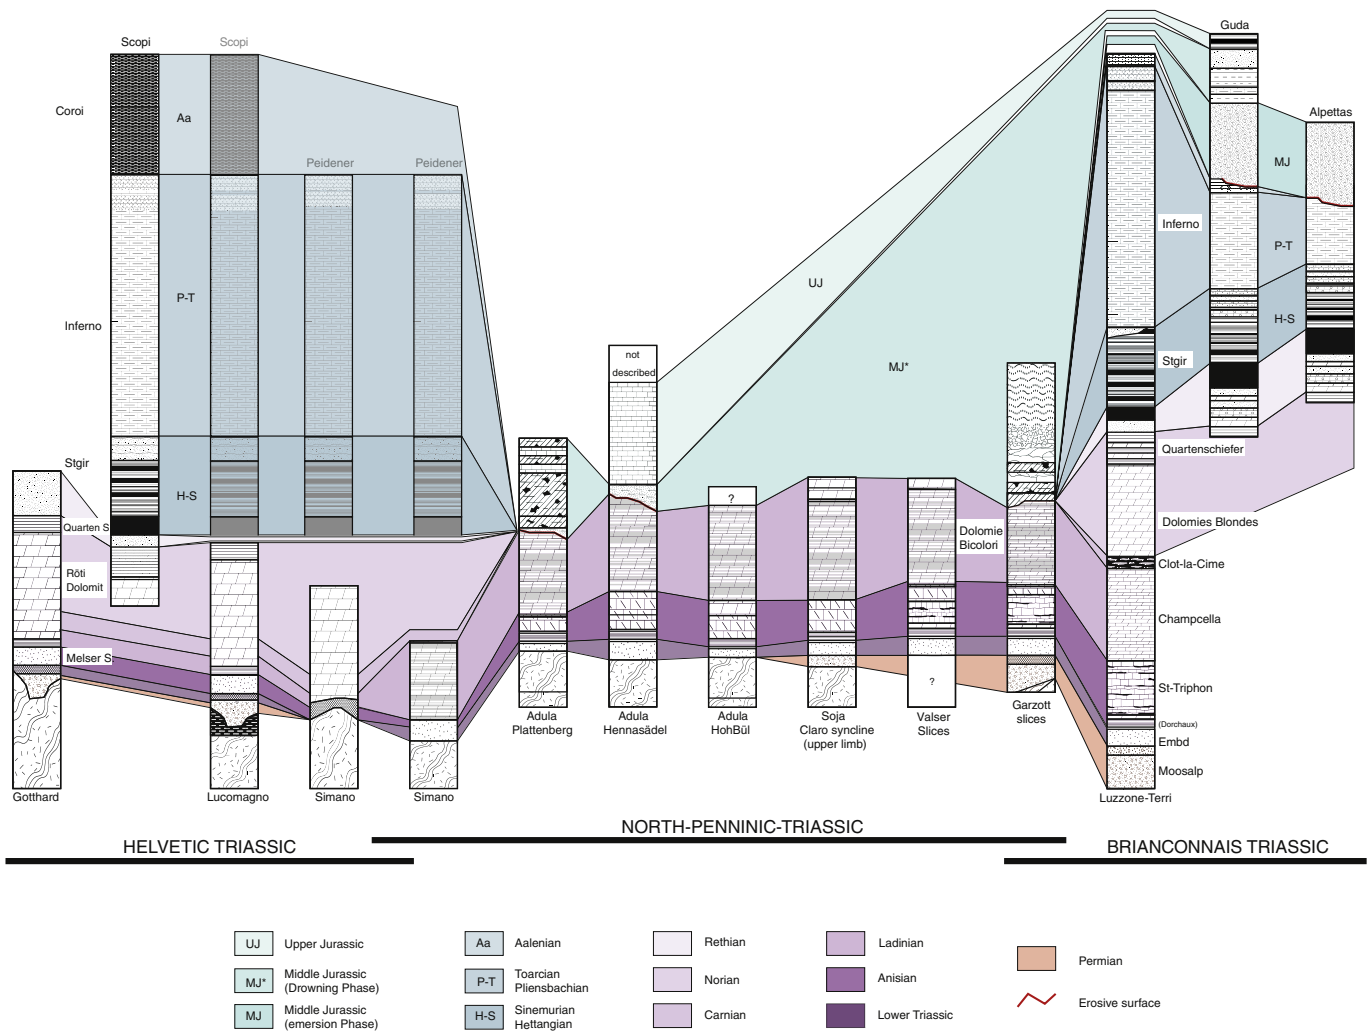 Scopi
Scopi
Guda
Alpettas
Coroi
Aa
Peidener
Peidener
MJ
Inferno
P-T
UJ
P-T
H-S
Inferno
not
described
MJ*
Stgir
Stgir
H-S
Quartenschiefer
?
Quarten S
Dolomie
Bicolori
Dolomies Blondes
Röti
Dolomit
Clot-la-Cime
Champcella
Melser S
St-Triphon
?
(Dorchaux)
Embd
Moosalp
Gotthard
Lucomagno
Simano
Simano
Adula
Plattenberg
Adula
Hennasädel
Adula
HohBül
Soja
Claro syncline
(upper limb)
Valser
Slices
Garzott
slices
Luzzone-Terri
HELVETIC TRIASSIC
NORTH-PENNINIC-TRIASSIC
BRIANCONNAIS TRIASSIC
UJ Upper Jurassic
MJ* Middle Jurassic
(Drowning Phase)
MJ Middle Jurassic
(emersion Phase)
Aa Aalenian
P-T Toarcian
Pliensbachian
H-S Sinemurian
Hettangian
Rethian
Norian
Carnian
Ladinian
Anisian
Lower Triassic
Permian
Erosive surface